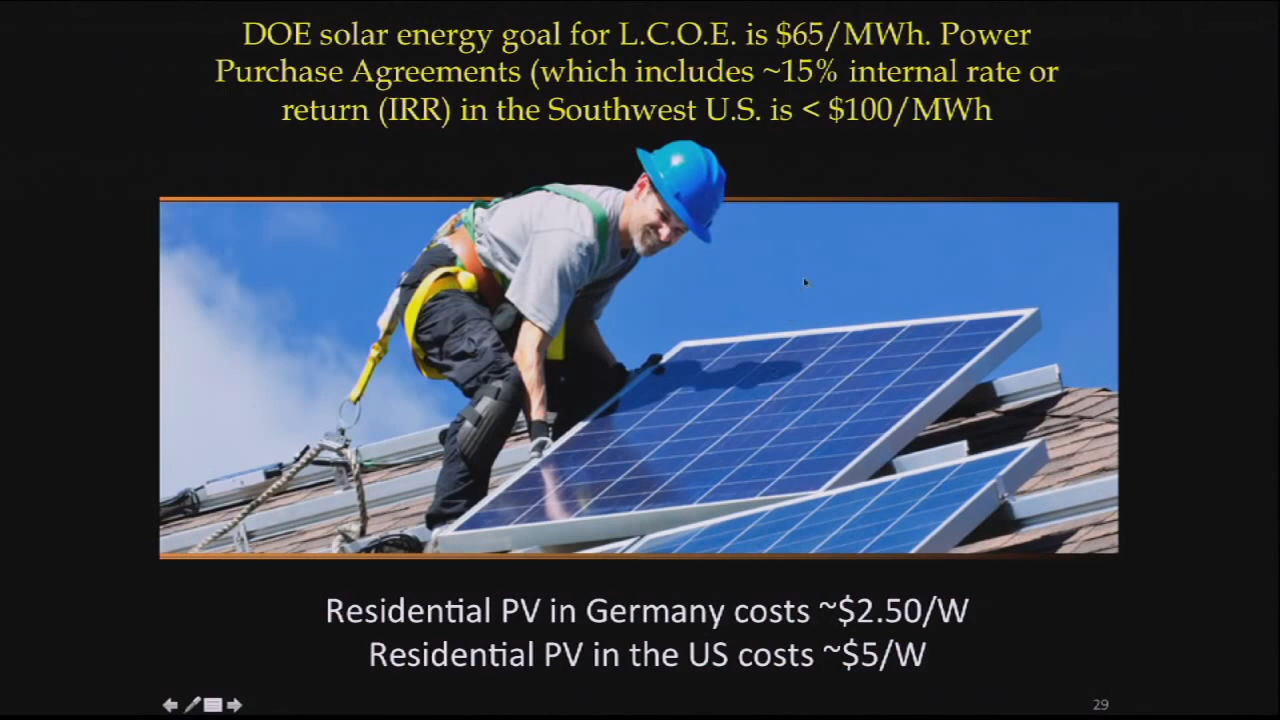 DOE solar energy goal for L.C.O.E. is $65/MWh. Power
Purchase Agreements (which includes ~15% internal rate or
return (IRR) in the Southwest U.S. is < $100/MWh
Residential PV in Germany costs ~$2.50/W
Residential PV in the US costs ~$5/W
29